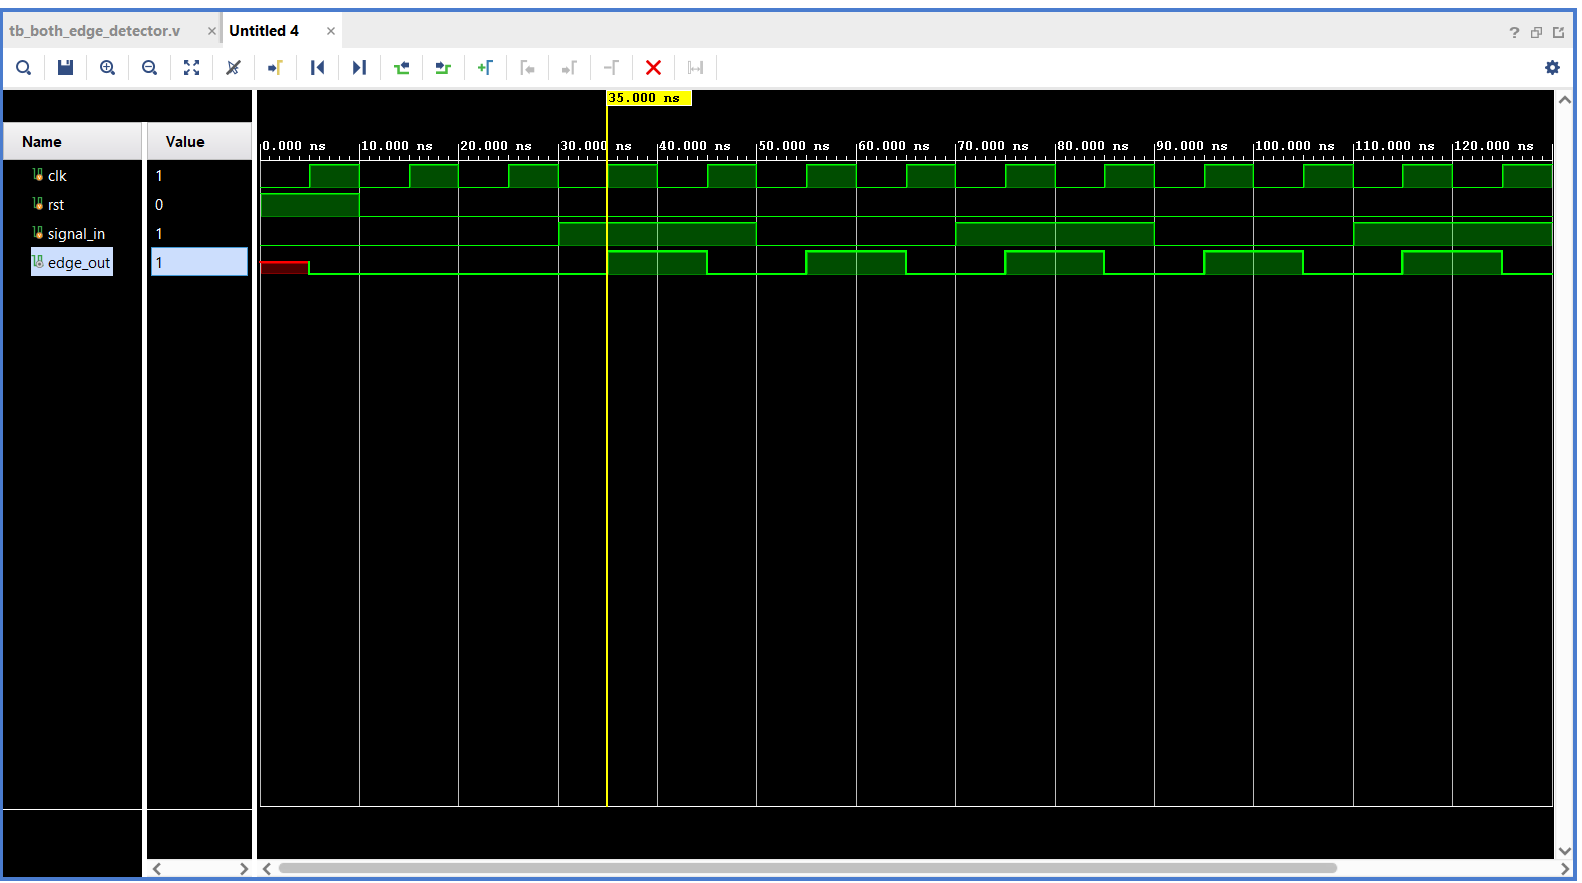 tb_both_edge_detector.v × Untitled 4 ×
35.000 ns
Name Value
0.000 ns 10.000 ns 20.000 ns 30.000 ns 40.000 ns 50.000 ns 60.000 ns 70.000 ns 80.000 ns 90.000 ns 100.000 ns 110.000 ns 120.000 ns
clk 1
rst 0
signal_in 1
edge_out 1